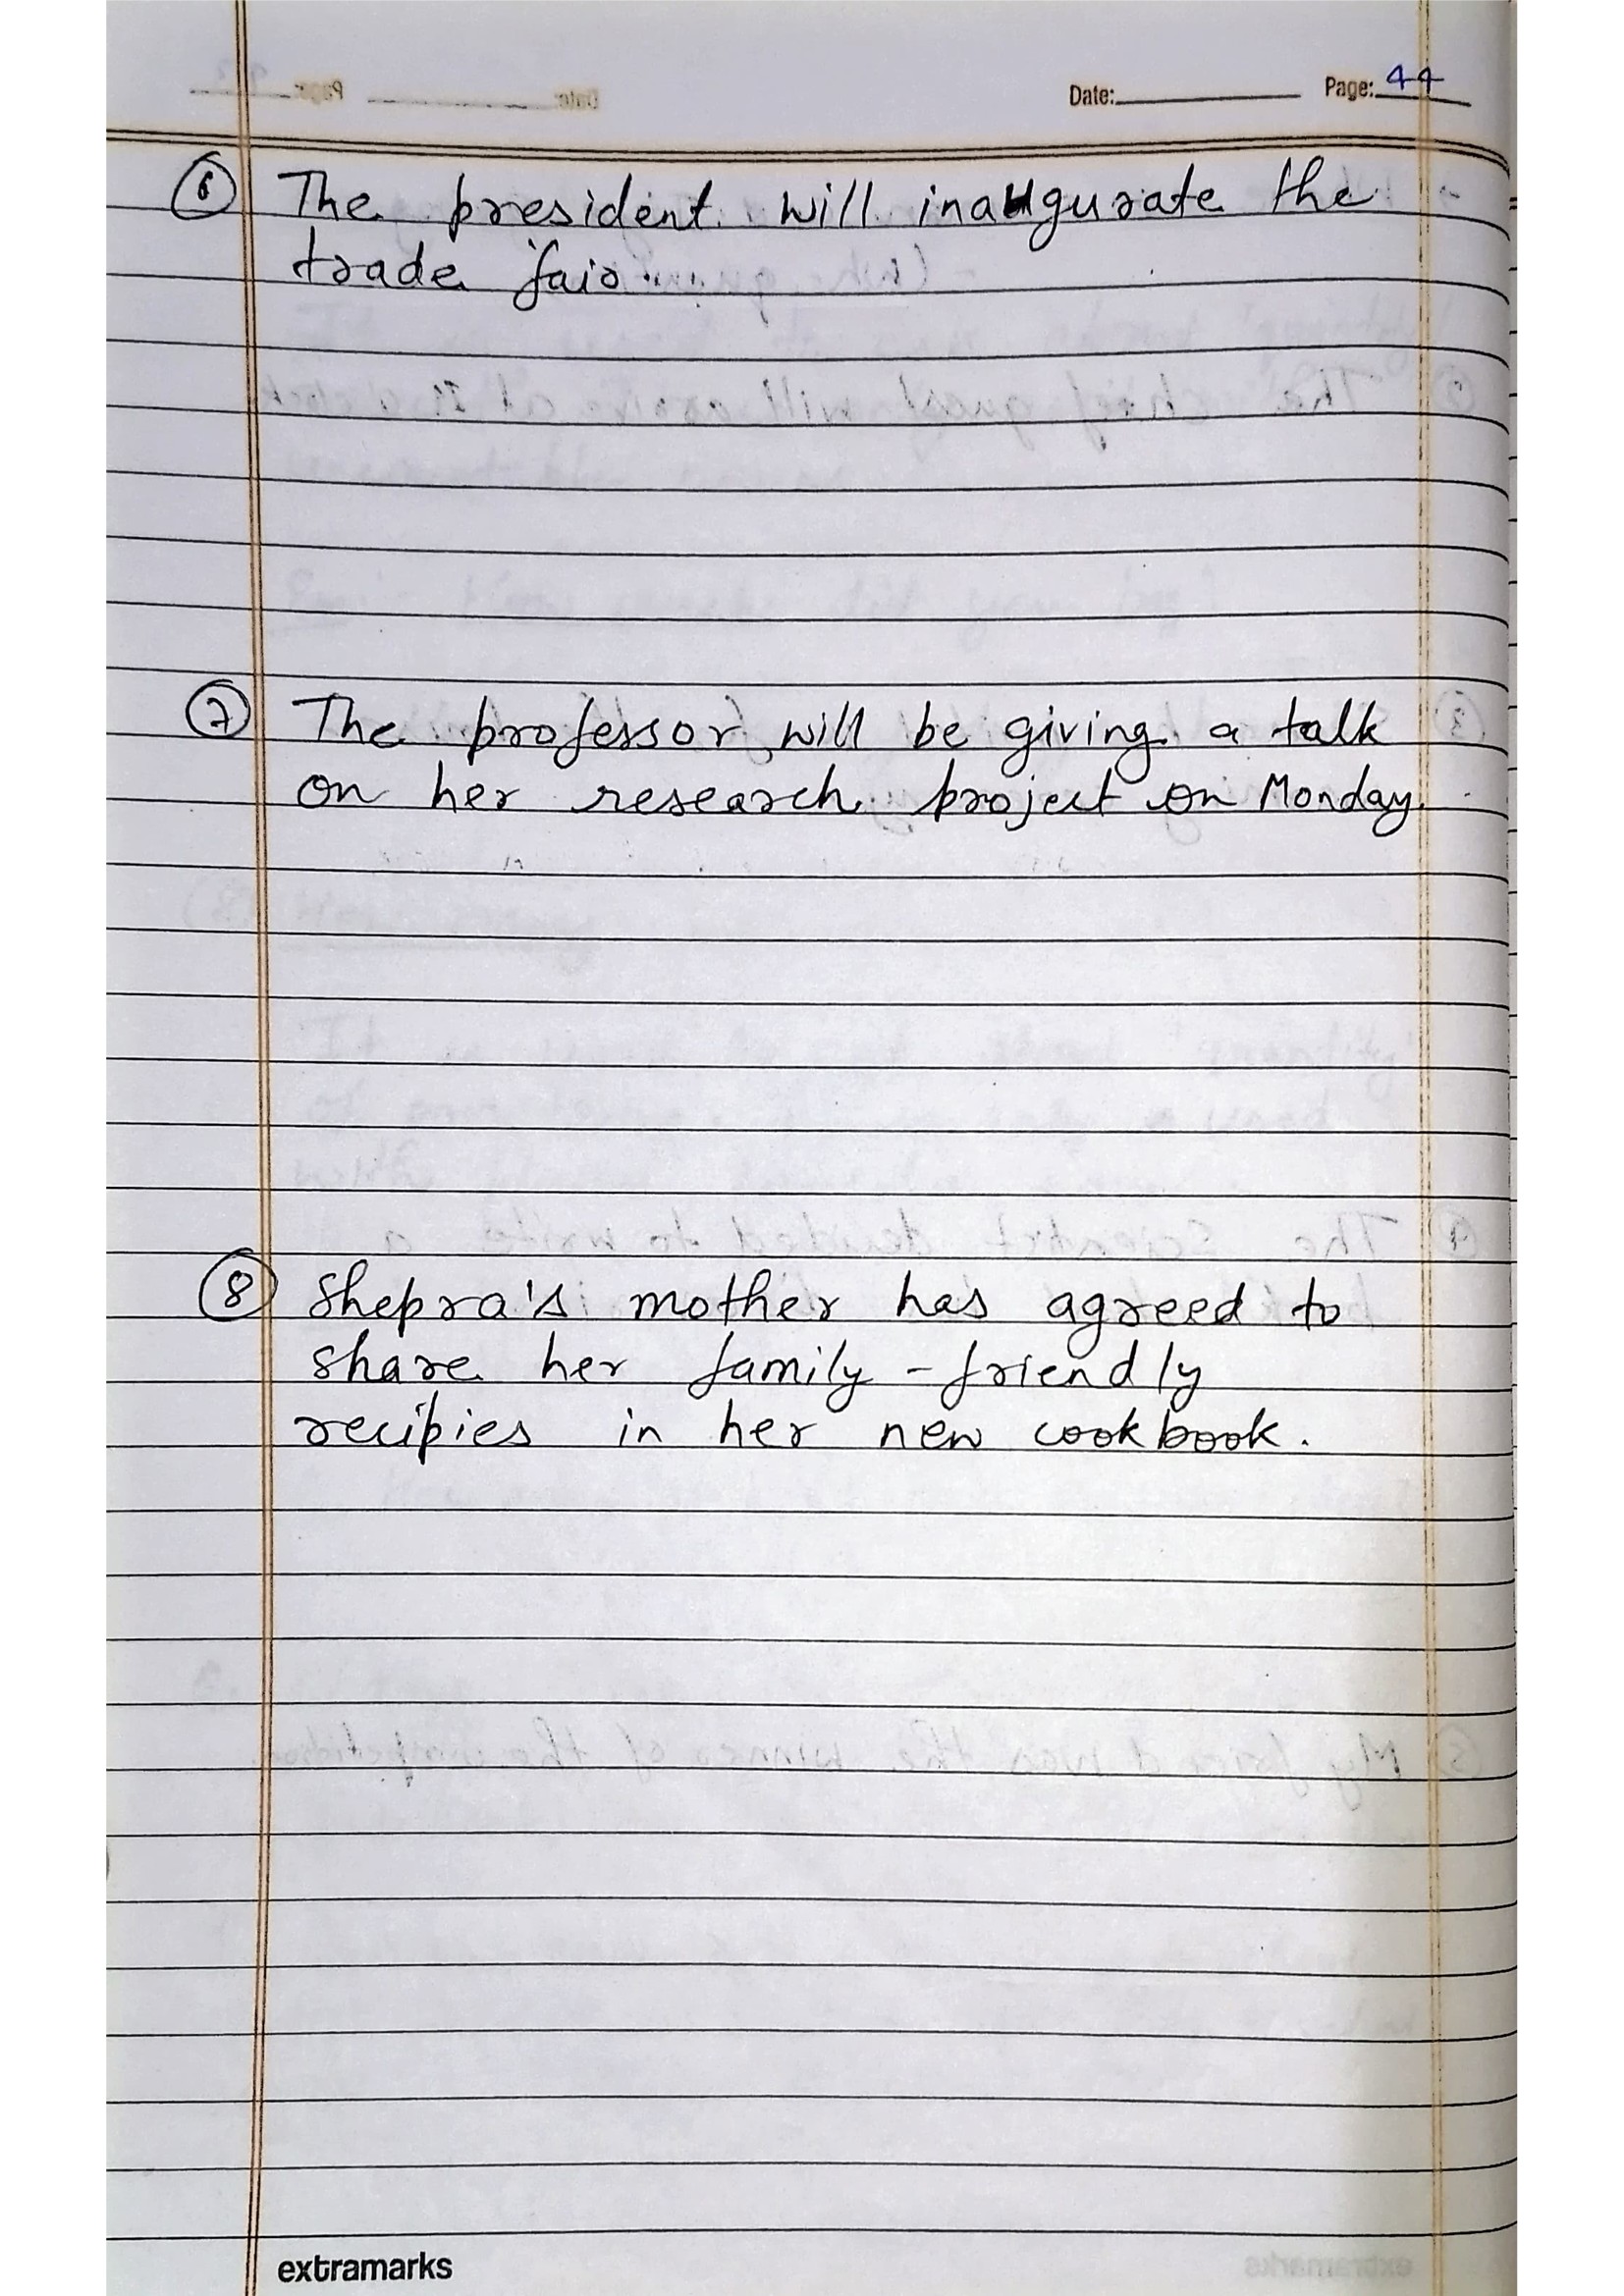 Date: Page: 44
⑥ The president will inaugurate the
trade fair.
⑦ The professor will be giving a talk
on her research project on Monday.
⑧ Shepra's mother has agreed to
share her family-friendly
recipies in her new cookbook.
extramarks